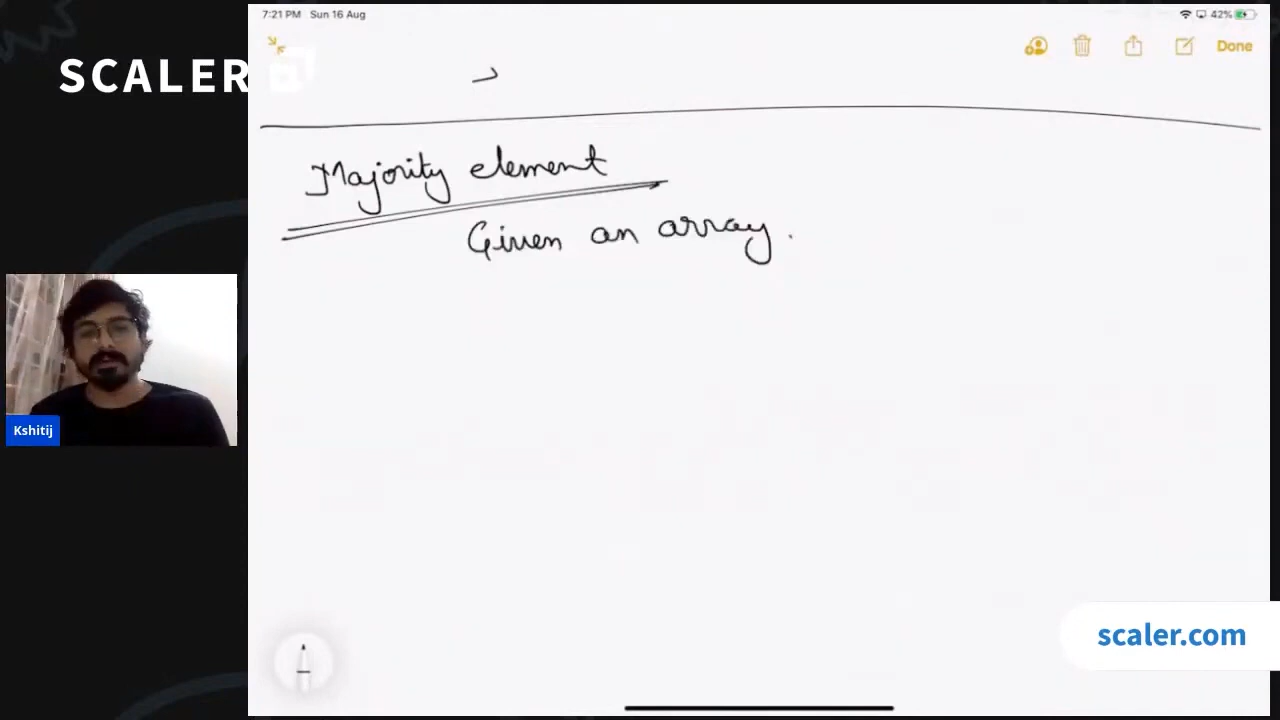 7:21 PM Sun 16 Aug
42%
Done
SCALER
Majority element
Given an array.
Kshitij
scaler.com